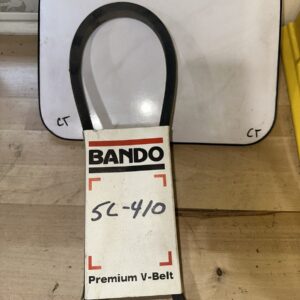 CT
CT
BANDO
5L-410
Premium V-Belt